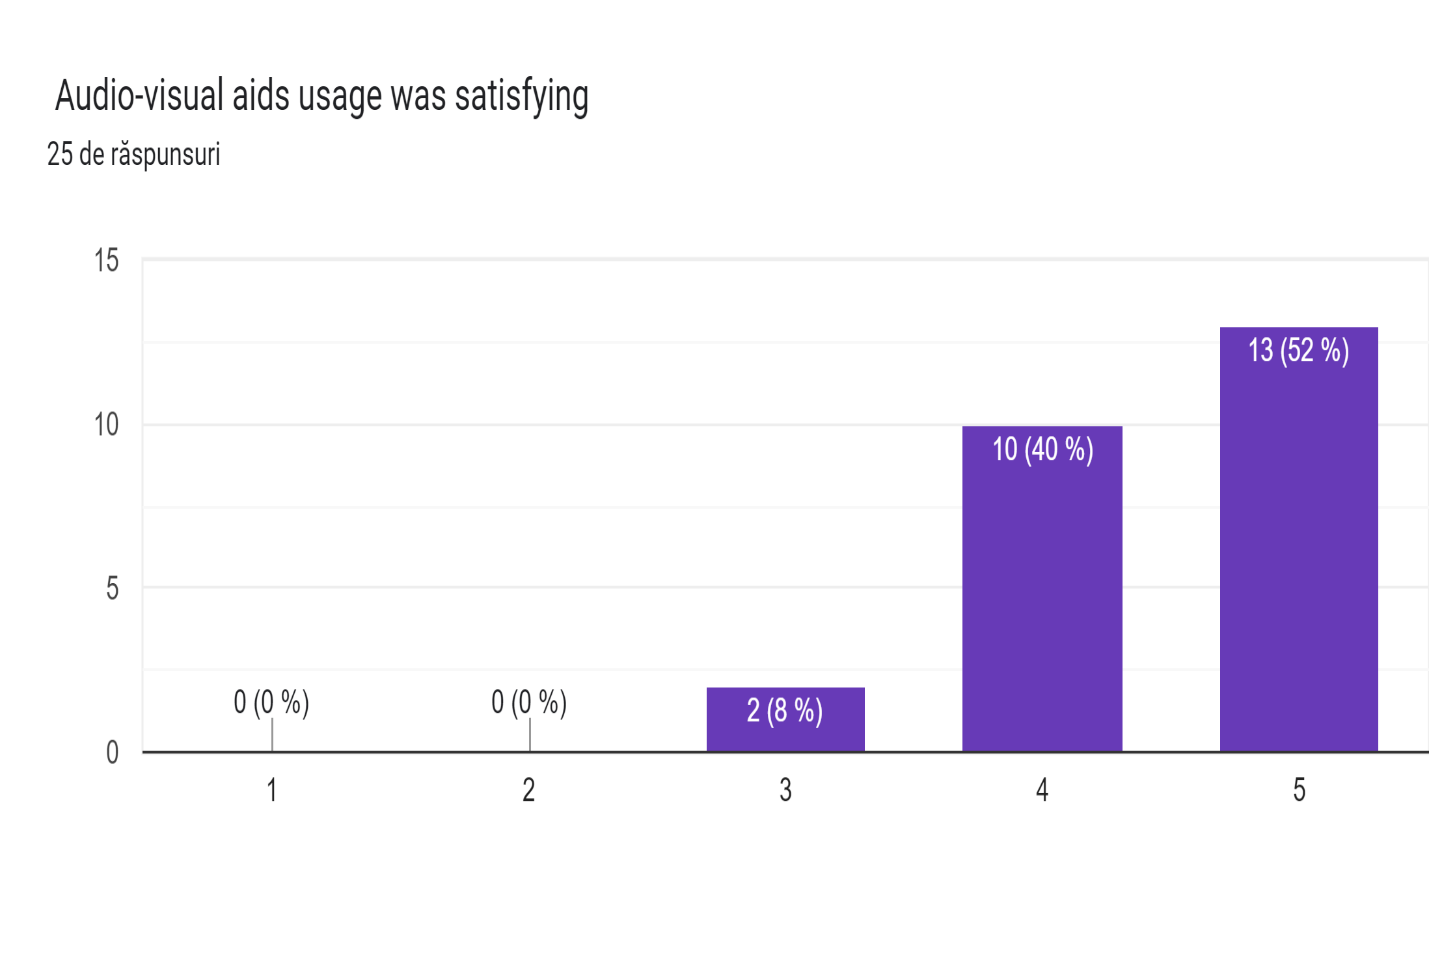 Audio-visual aids usage was satisfying
25 de răspunsuri
15
13 (52 %)
10
10 (40 %)
5
0 (0 %)
0 (0 %)
2 (8 %)
0
1
2
3
4
5